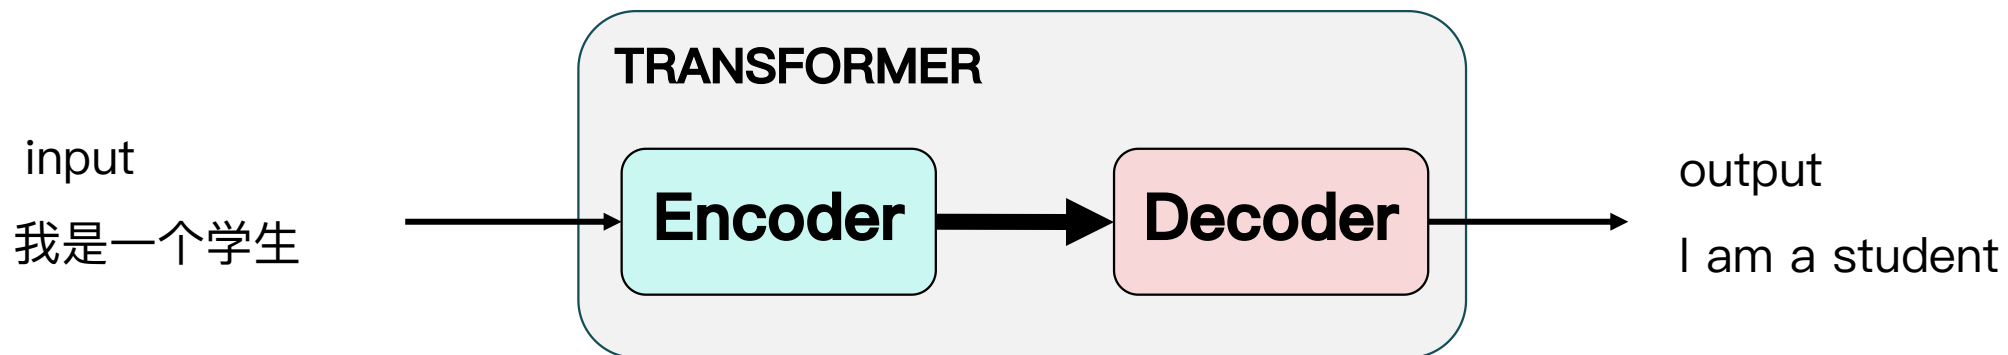 TRANSFORMER
input
我是一个学生
Encoder
Decoder
output
I am a student